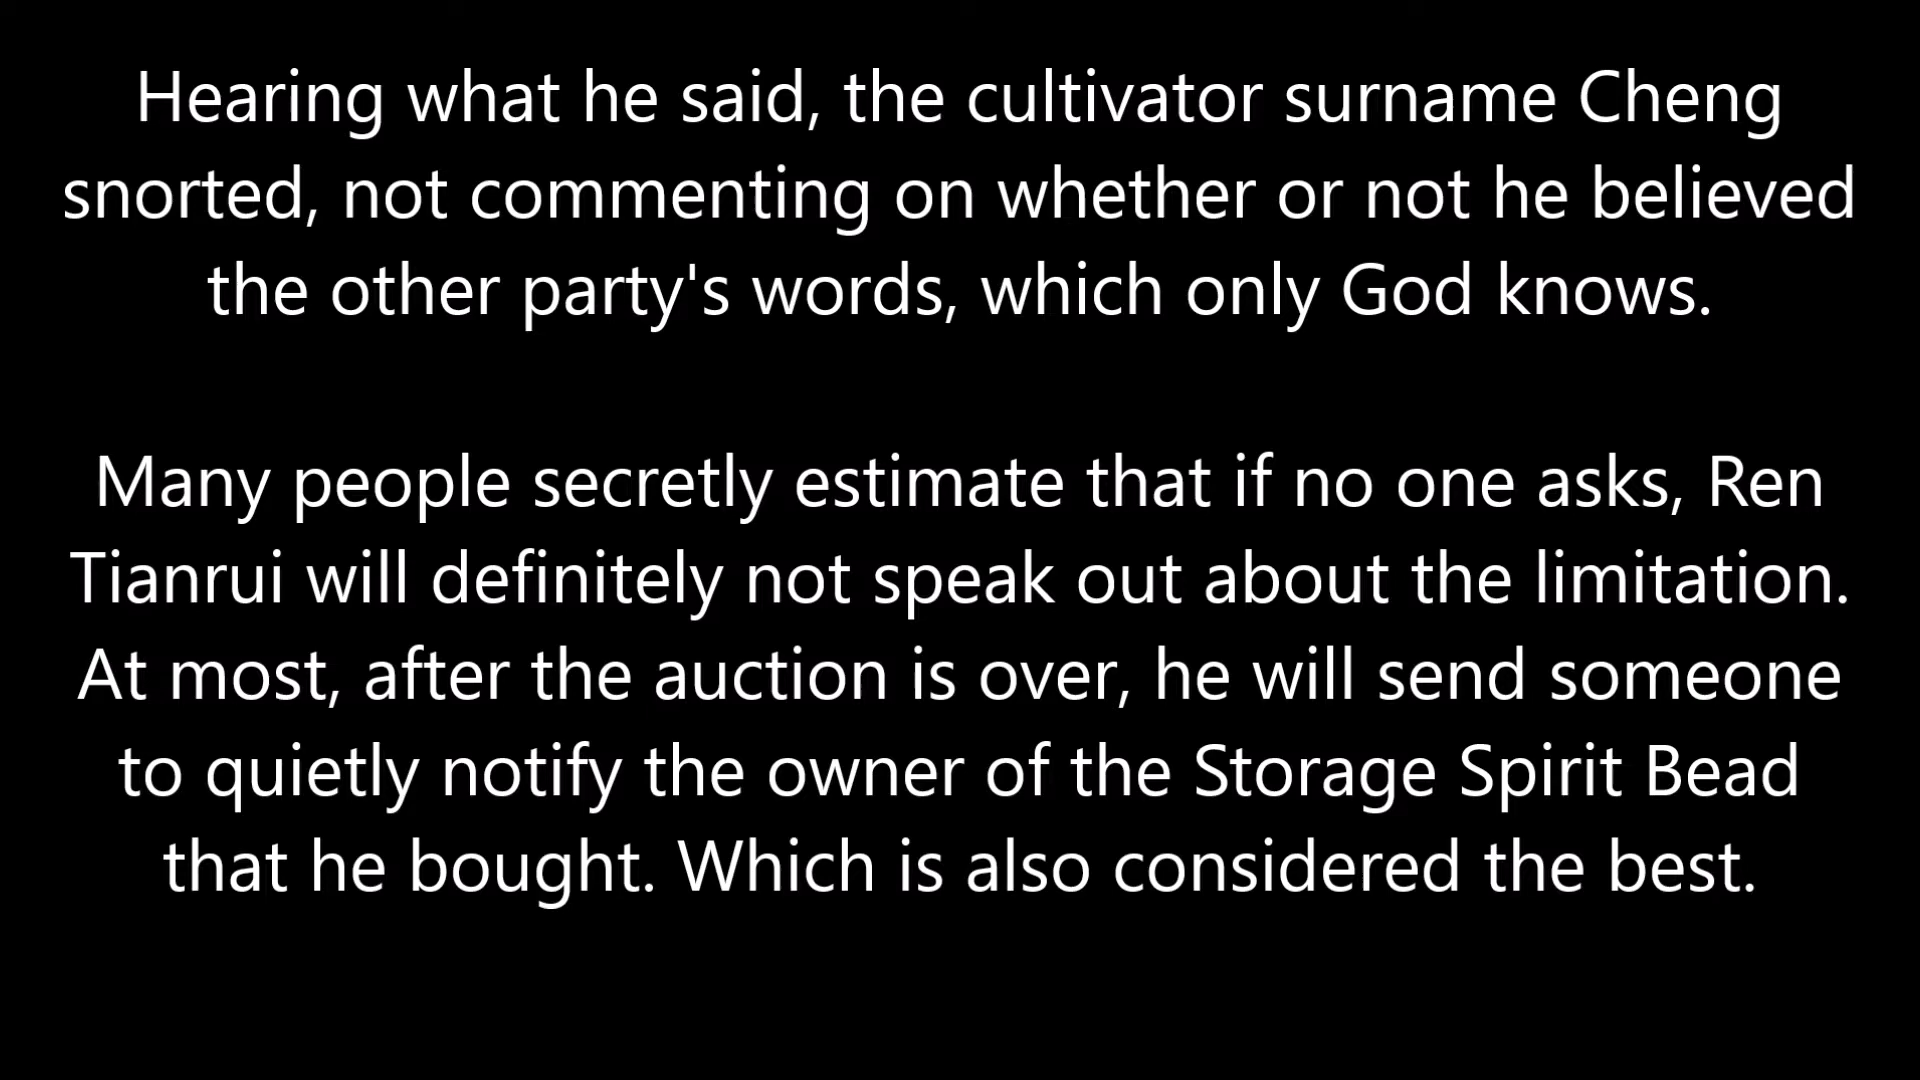 Hearing what he said, the cultivator surname Cheng
snorted, not commenting on whether or not he believed
the other party's words, which only God knows.
Many people secretly estimate that if no one asks, Ren
Tianrui will definitely not speak out about the limitation.
At most, after the auction is over, he will send someone
to quietly notify the owner of the Storage Spirit Bead
that he bought. Which is also considered the best.